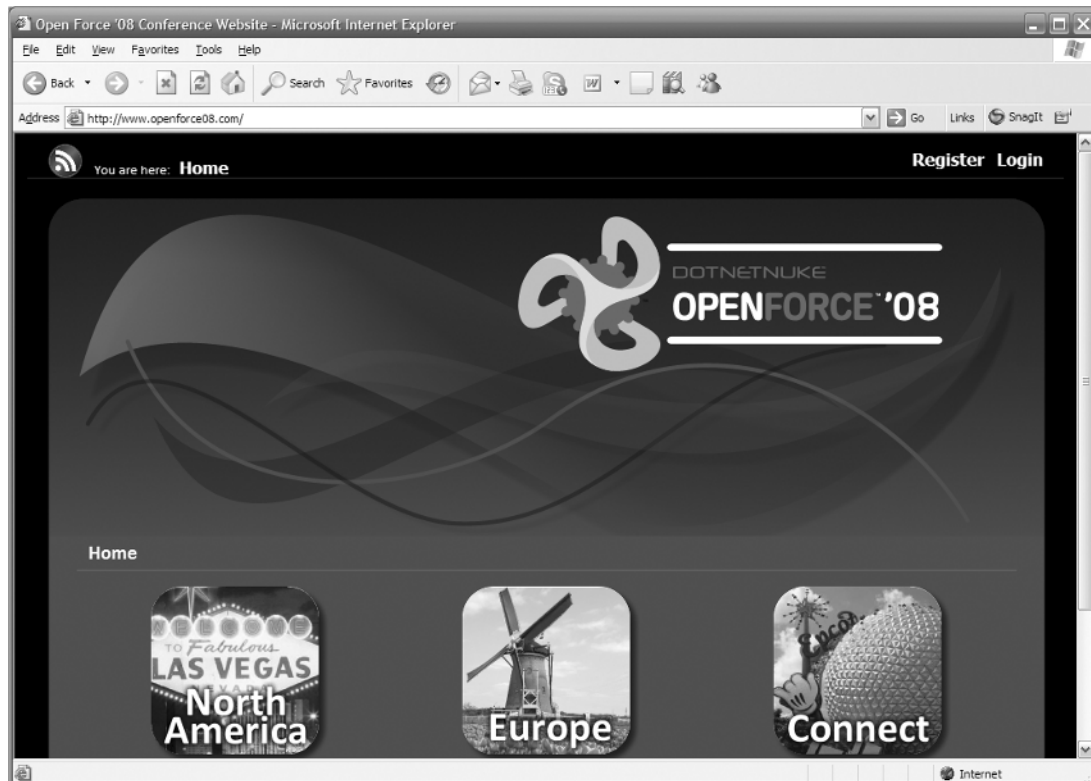 Open Force '08 Conference Website - Microsoft Internet Explorer
File Edit View Favorites Tools Help
Back Search Favorites
Address http://www.openforce08.com/ Go Links SnagIt
You are here: Home Register Login
DOTNETNUKE
OPENFORCE™'08
Home
WELCOME
TO Fabulous
LAS VEGAS
NEVADA
North
America
Europe
Epcot
Connect
Internet